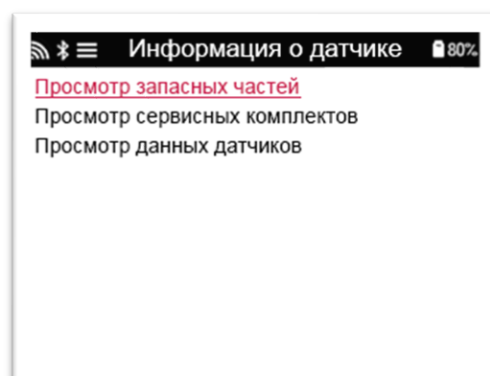 Информация о датчике 80%
Просмотр запасных частей
Просмотр сервисных комплектов
Просмотр данных датчиков